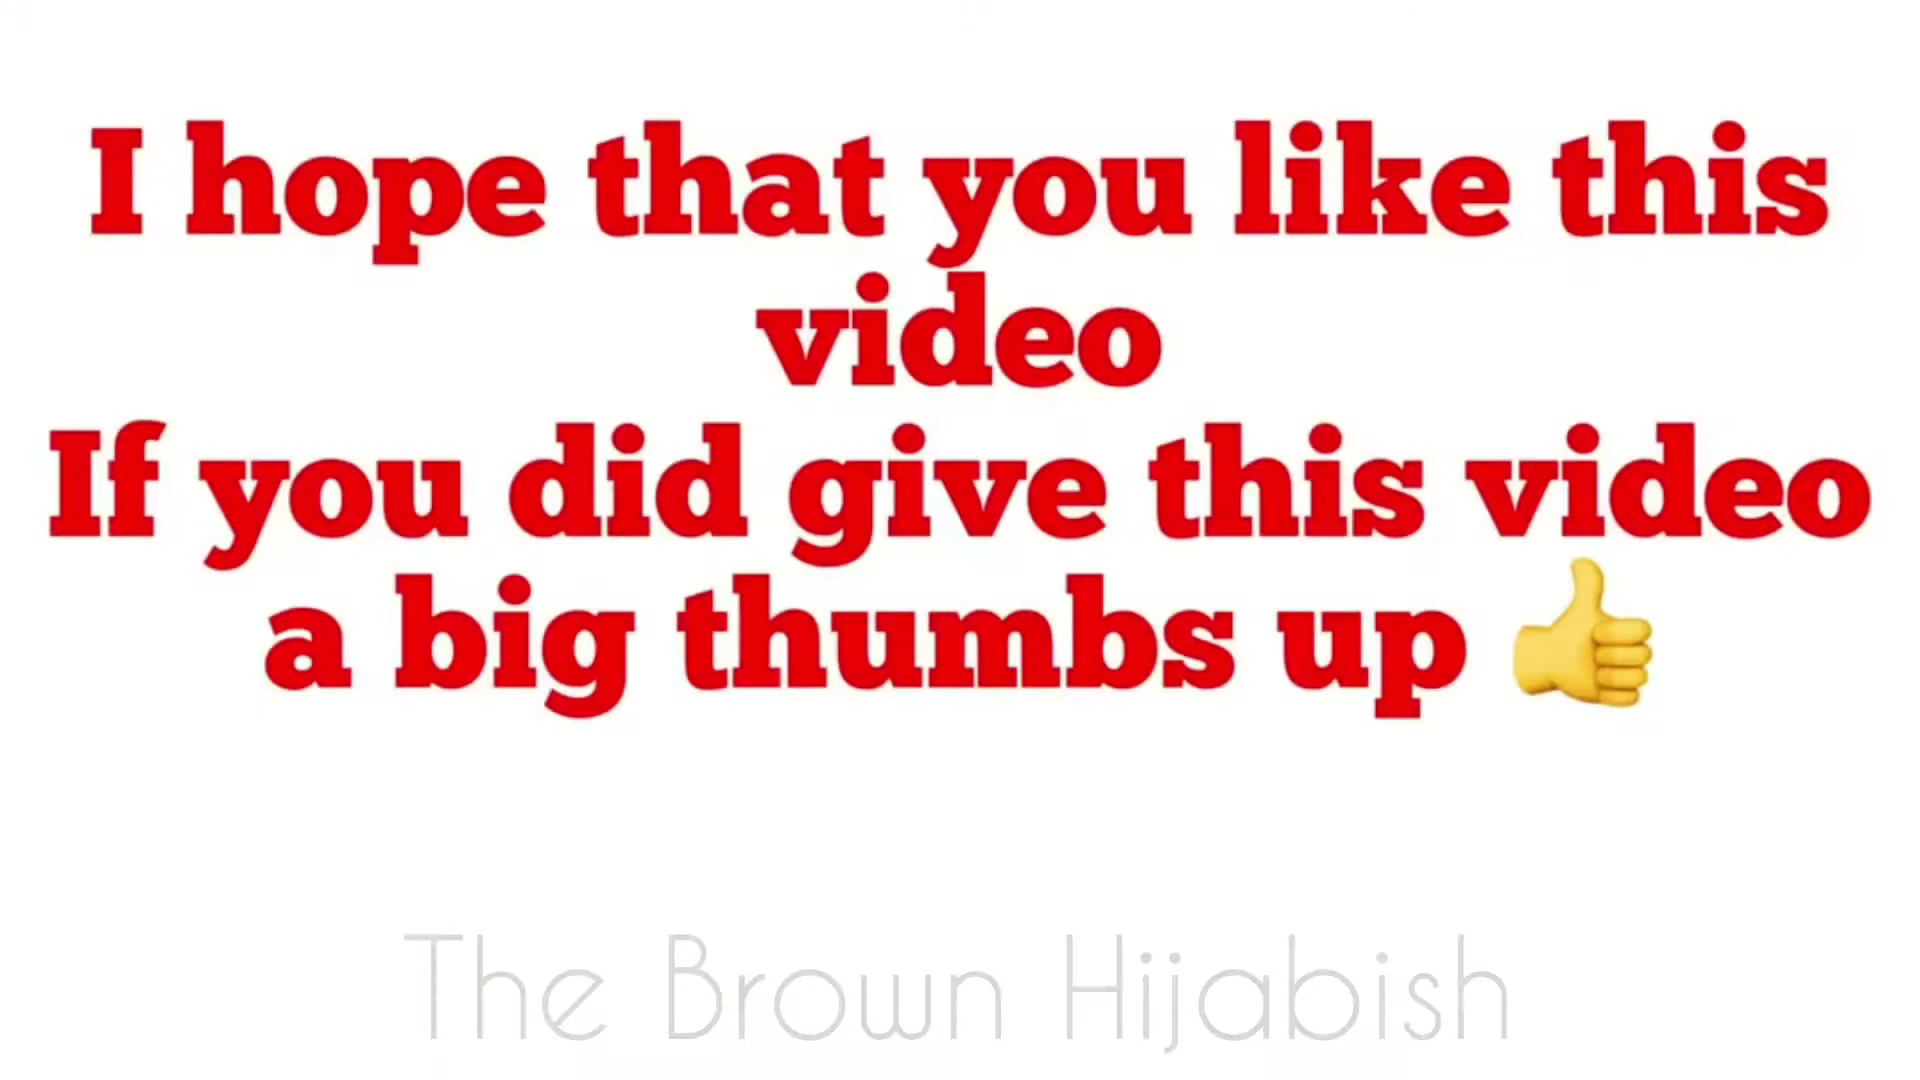 I hope that you like this
video
If you did give this video
a big thumbs up 👍
The Brown Hijabish